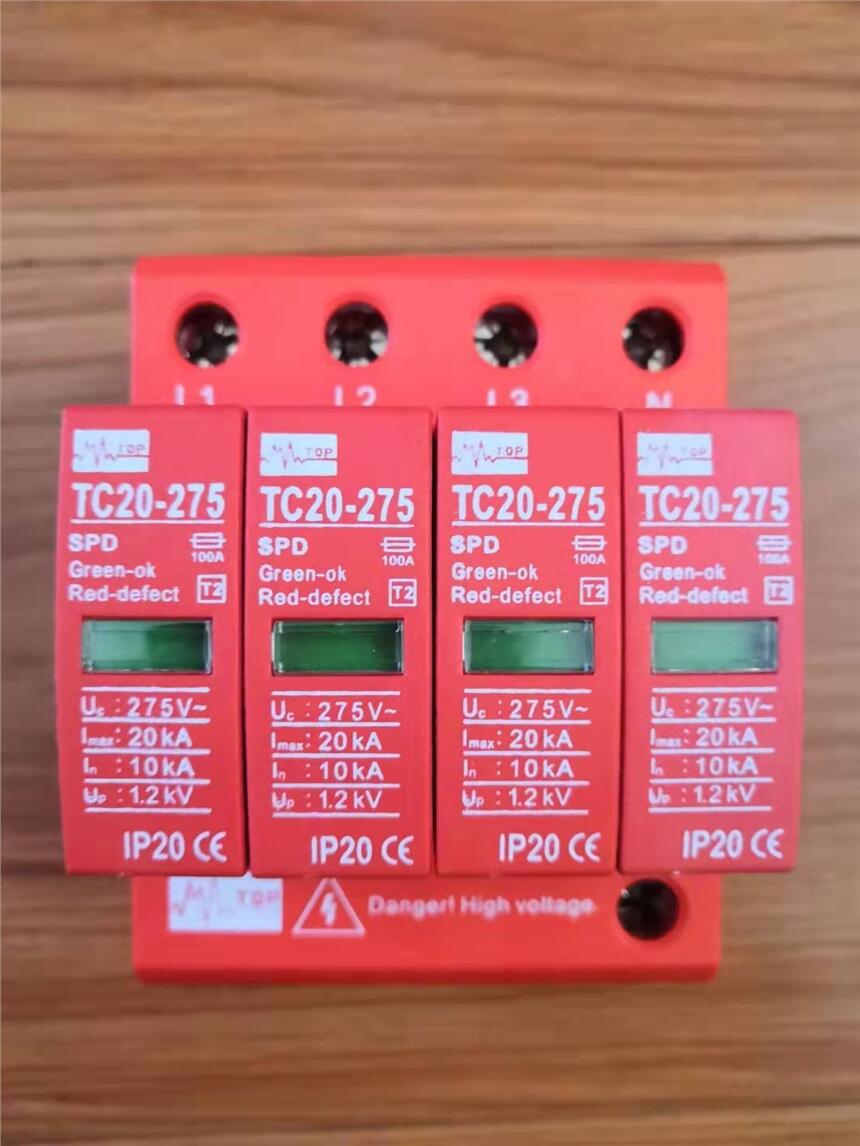 L1 L2 L3 N
TOP
TC20-275
SPD
100A
Green-ok
Red-defect T2
Uc : 275V~
Imax: 20kA
In : 10kA
Up : 1.2kV
IP20 CE
TOP
TC20-275
SPD
100A
Green-ok
Red-defect T2
Uc : 275V~
Imax: 20kA
In : 10kA
Up : 1.2kV
IP20 CE
TOP
TC20-275
SPD
100A
Green-ok
Red-defect T2
Uc : 275V~
Imax: 20kA
In : 10kA
Up : 1.2kV
IP20 CE
TOP
TC20-275
SPD
100A
Green-ok
Red-defect T2
Uc : 275V~
Imax: 20kA
In : 10kA
Up : 1.2kV
IP20 CE
TOP Danger! High voltage